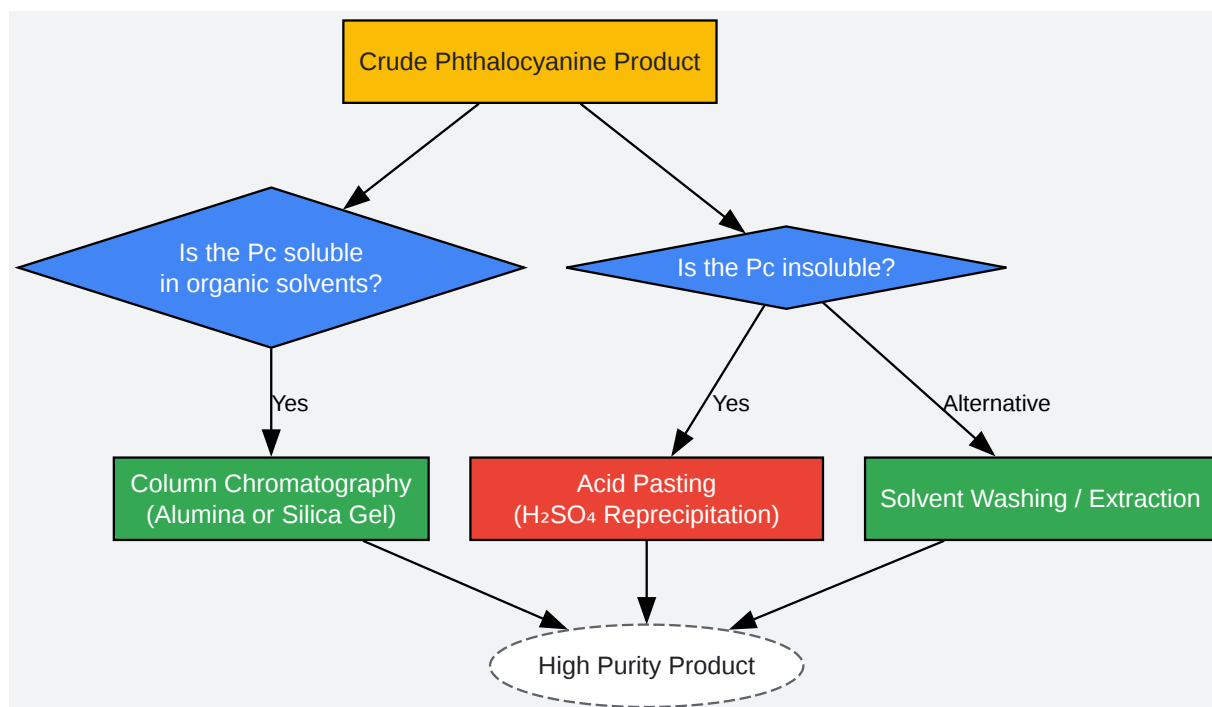 Crude Phthalocyanine Product
Is the Pc soluble
in organic solvents?
Is the Pc insoluble?
Yes
Yes
Alternative
Column Chromatography
(Alumina or Silica Gel)
Acid Pasting
(H₂SO₄ Reprecipitation)
Solvent Washing / Extraction
High Purity Product